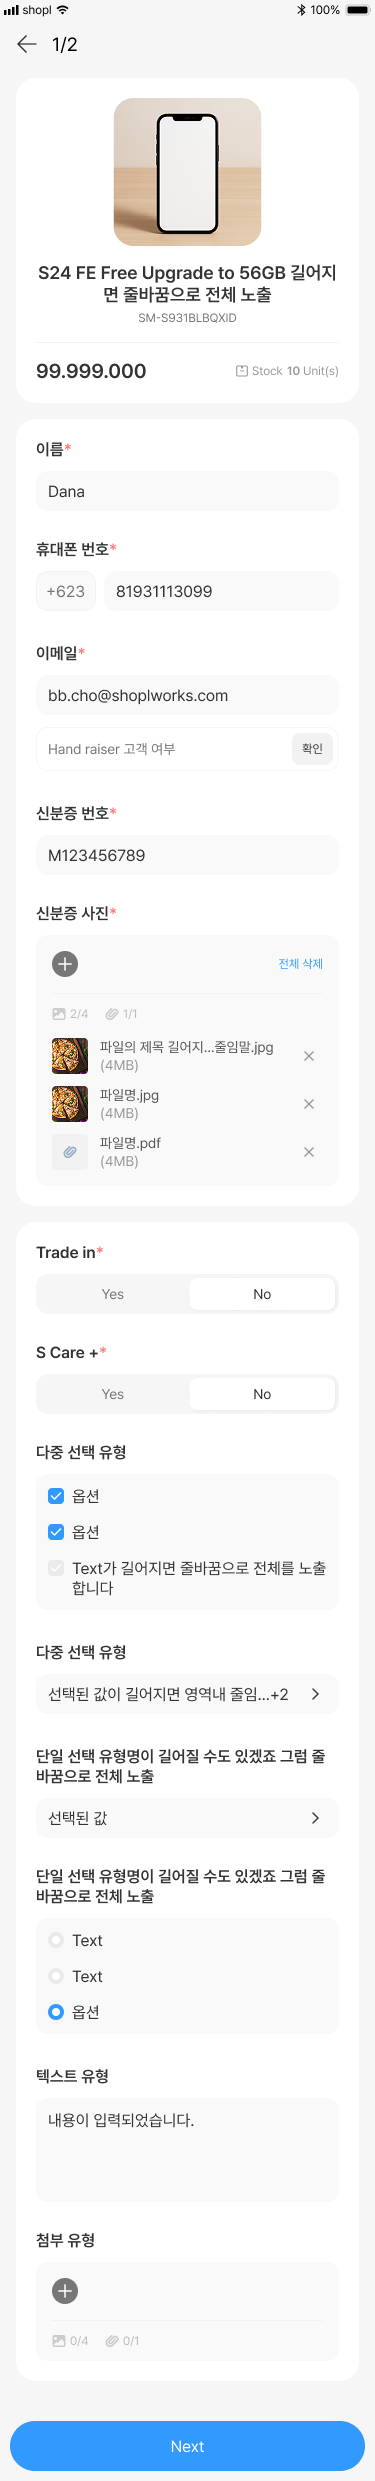 shopl 100%
1/2
S24 FE Free Upgrade to 56GB 길어지
면 줄바꿈으로 전체 노출
SM-S931BLBQXID
99.999.000 Stock 10 Unit(s)
이름*
Dana
휴대폰 번호*
+623 81931113099
이메일*
bb.cho@shoplworks.com
Hand raiser 고객 여부 확인
신분증 번호*
M123456789
신분증 사진*
전체 삭제
2/4 1/1
파일의 제목 길어지...줄임말.jpg
(4MB)
파일명.jpg
(4MB)
파일명.pdf
(4MB)
Trade in*
Yes No
S Care +*
Yes No
다중 선택 유형
옵션
옵션
Text가 길어지면 줄바꿈으로 전체를 노출
합니다
다중 선택 유형
선택된 값이 길어지면 영역내 줄임...+2
단일 선택 유형명이 길어질 수도 있겠죠 그럼 줄
바꿈으로 전체 노출
선택된 값
단일 선택 유형명이 길어질 수도 있겠죠 그럼 줄
바꿈으로 전체 노출
Text
Text
옵션
텍스트 유형
내용이 입력되었습니다.
첨부 유형
0/4 0/1
Next